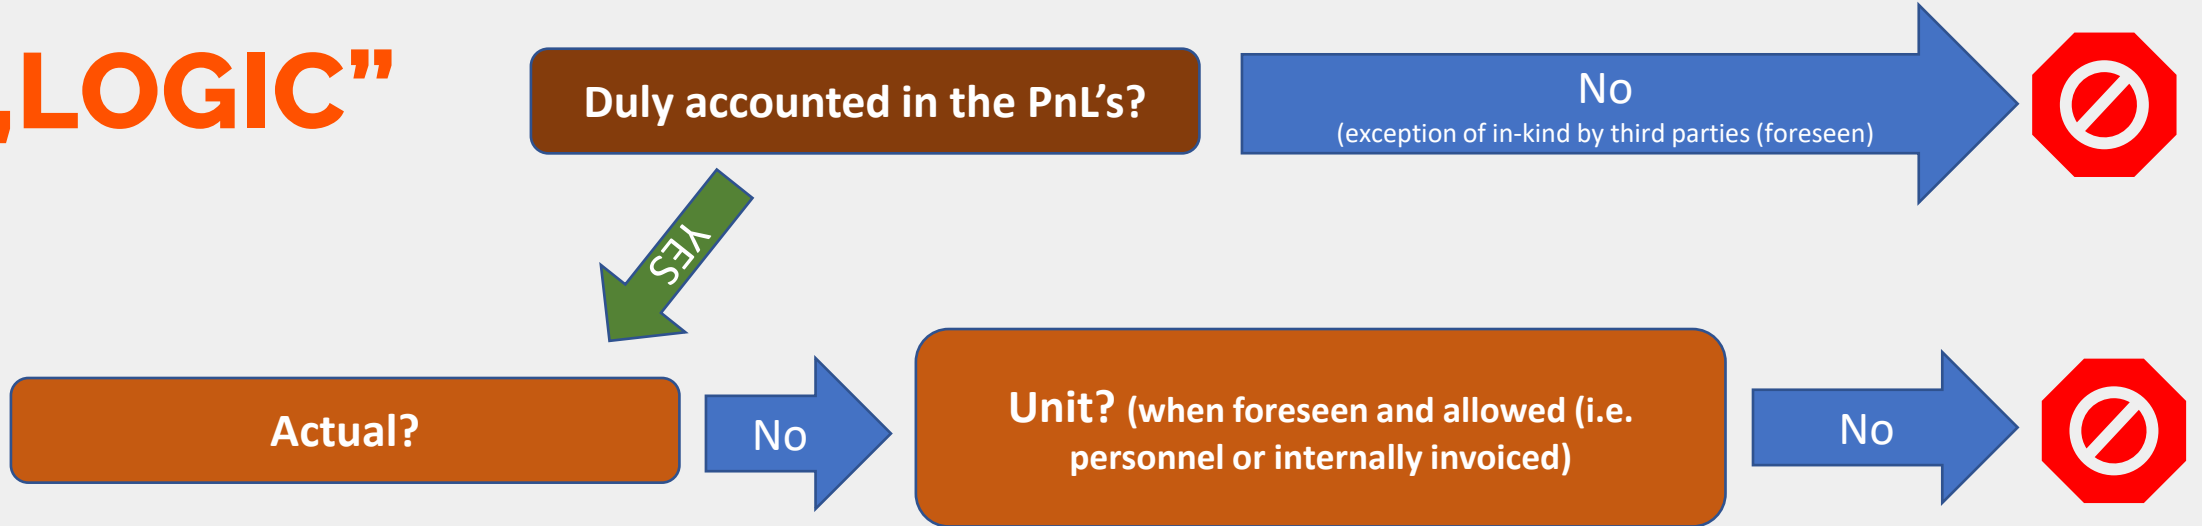 „LOGIC”
Duly accounted in the PnL’s?
No
(exception of in-kind by third parties (foreseen)
YES
Actual?
No
Unit? (when foreseen and allowed (i.e.
personnel or internally invoiced)
No